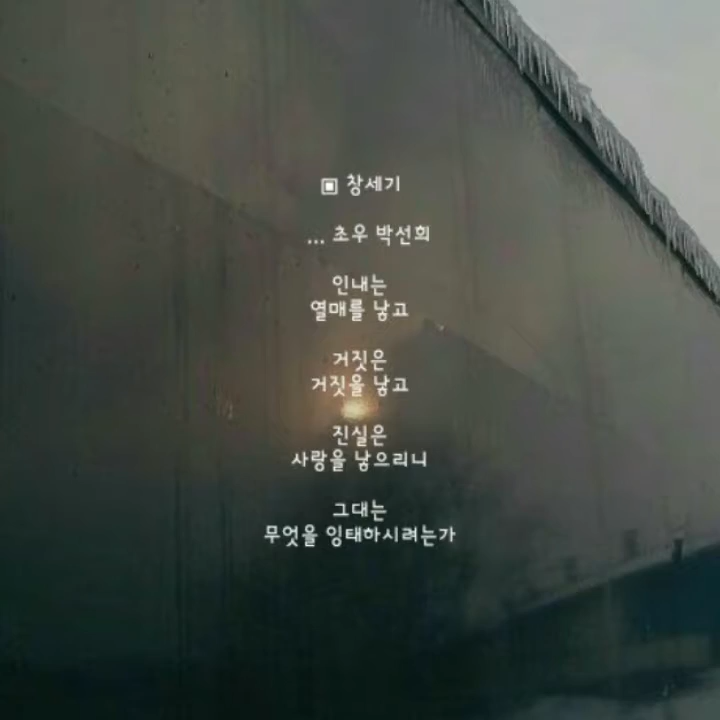 ▣ 창세기
... 초우 박선희
인내는
열매를 낳고
거짓은
거짓을 낳고
진실은
사랑을 낳으리니
그대는
무엇을 잉태하시려는가